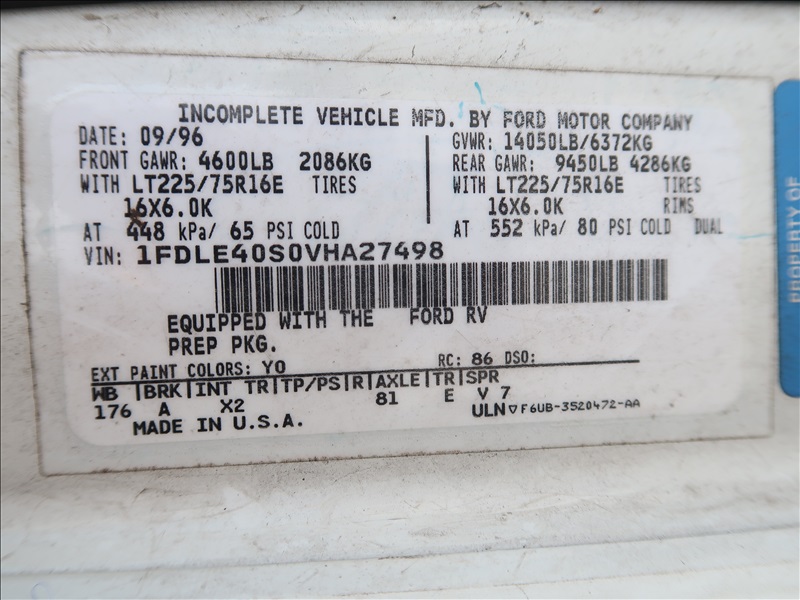 INCOMPLETE VEHICLE MFD. BY FORD MOTOR COMPANY
DATE: 09/96
FRONT GAWR: 4600LB 2086KG
WITH LT225/75R16E TIRES
16X6.0K
AT 448 kPa/ 65 PSI COLD
GVWR: 14050LB/6372KG
REAR GAWR: 9450LB 4286KG
WITH LT225/75R16E TIRES
16X6.0K RIMS
AT 552 kPa/ 80 PSI COLD DUAL
VIN: 1FDLE40S0VHA27498
EQUIPPED WITH THE FORD RV
PREP PKG.
EXT PAINT COLORS: YO RC: 86 DSO:
WB |BRK|INT TR|TP/PS|R|AXLE|TR|SPR
176 A X2 81 E V 7
MADE IN U.S.A. ULN ▽ F6UB-3520472-AA
PROPERTY OF